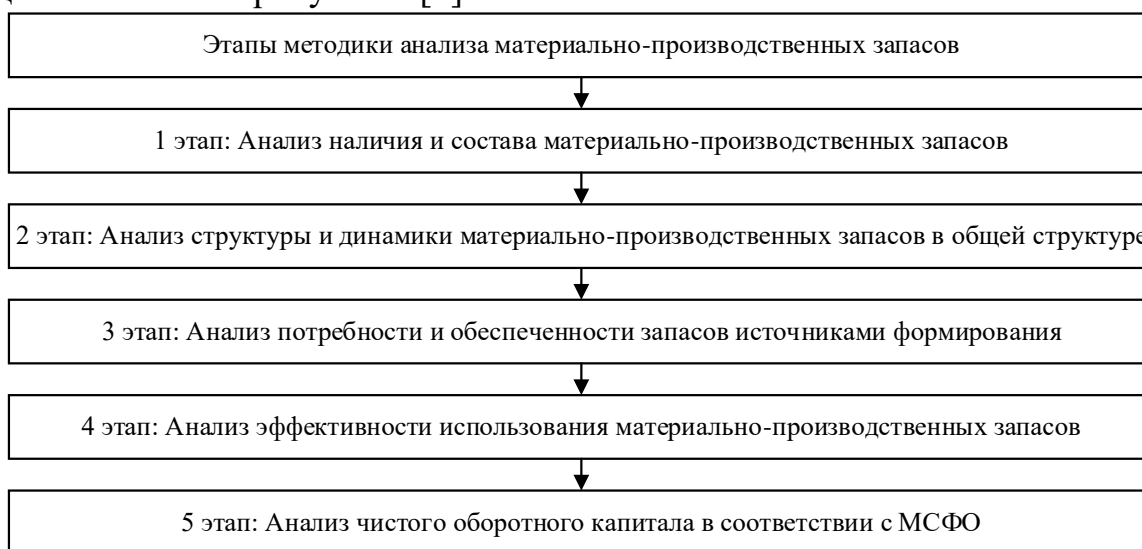 Этапы методики анализа материально-производственных запасов
1 этап: Анализ наличия и состава материально-производственных запасов
2 этап: Анализ структуры и динамики материально-производственных запасов в общей структуре
3 этап: Анализ потребности и обеспеченности запасов источниками формирования
4 этап: Анализ эффективности использования материально-производственных запасов
5 этап: Анализ чистого оборотного капитала в соответствии с МСФО